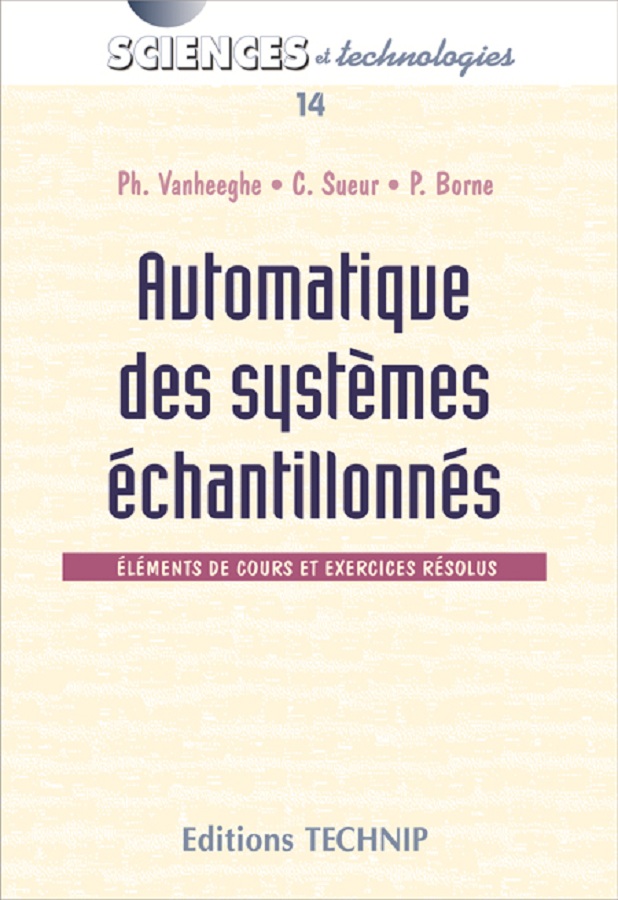 SCIENCES et technologies
14
Ph. Vanheeghe • C. Sueur • P. Borne
Automatique
des systèmes
échantillonnés
ÉLÉMENTS DE COURS ET EXERCICES RÉSOLUS
Editions TECHNIP